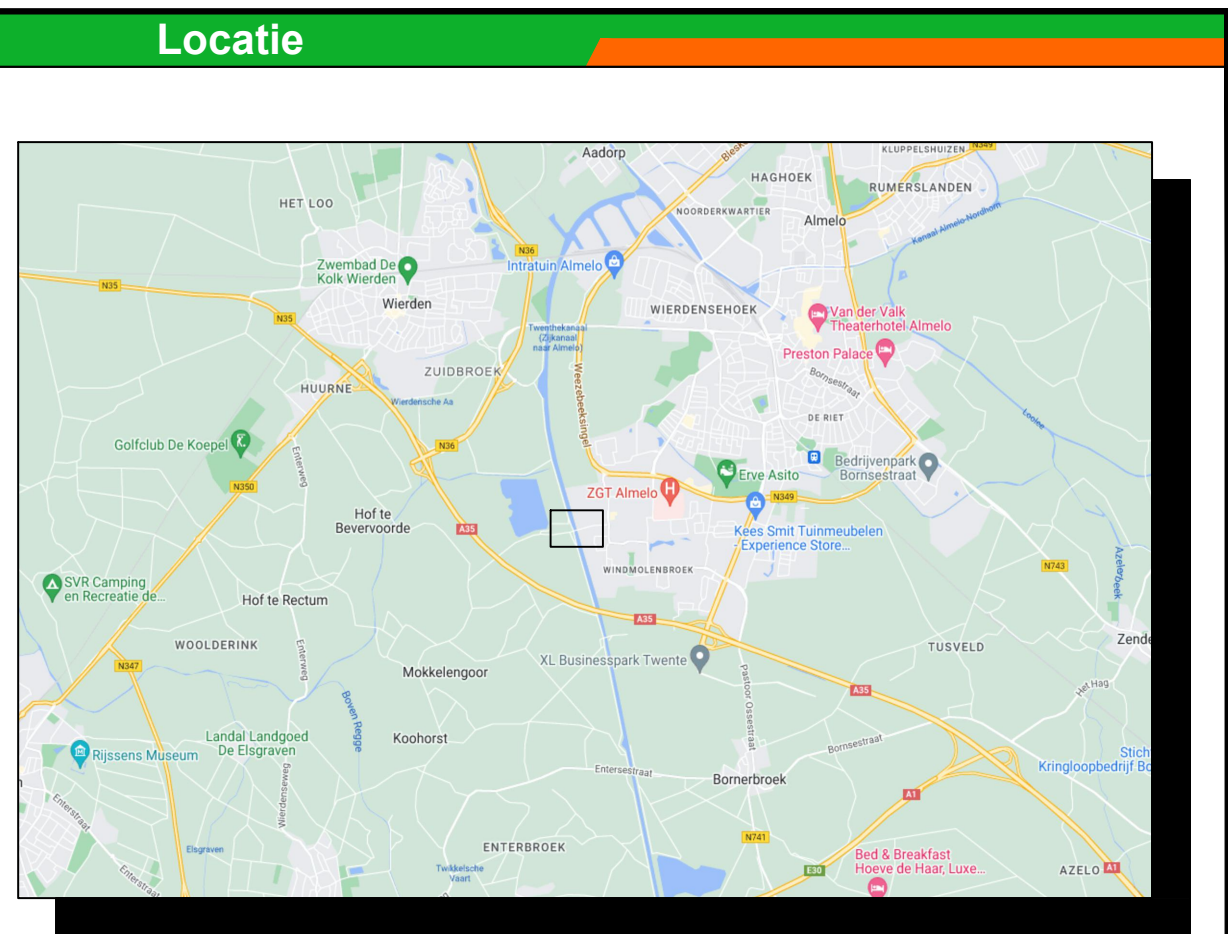 Locatie
Aadorp
Blesk
KLUPPELSHUIZEN
N349
HAGHOEK
RUMERSLANDEN
HET LOO
NOORDERKWARTIER
Almelo
Kanaal Almelo-Nordhorn
N36
Intratuin Almelo
Zwembad De
Kolk Wierden
N35
Wierden
WIERDENSEHOEK
Van der Valk
Theaterhotel Almelo
N35
Twenthekanaal
(Zijkanaal
naar Almelo)
Preston Palace
ZUIDBROEK
Weezebeeksingel
Bornsestraat
HUURNE
Wierdensche Aa
DE RIET
Loolee
Golfclub De Koepel
N36
Enterweg
Bedrijvenpark
Bornsestraat
Erve Asito
N350
ZGT Almelo
N349
Hof te
Bevervoorde
A35
Kees Smit Tuinmeubelen
- Experience Store...
WINDMOLENBROEK
N743
Azelerbeek
SVR Camping
en Recreatie de...
Hof te Rectum
A35
WOOLDERINK
Enterweg
TUSVELD
Zende
N347
Mokkelengoor
XL Businesspark Twente
Pastoor Ossestraat
A35
Het Hag
Boven Regge
Landal Landgoed
De Elsgraven
Koohorst
Rijssens Museum
Bornsestraat
Stich
Kringloopbedrijf Bo
Entersestraat
Bornerbroek
Wierdenseweg
A1
Enterstraat
N741
Elsgraven
ENTERBROEK
Bed & Breakfast
Hoeve de Haar, Luxe...
Twikkelsche
Vaart
E30
AZELO
A1
Enterstraat